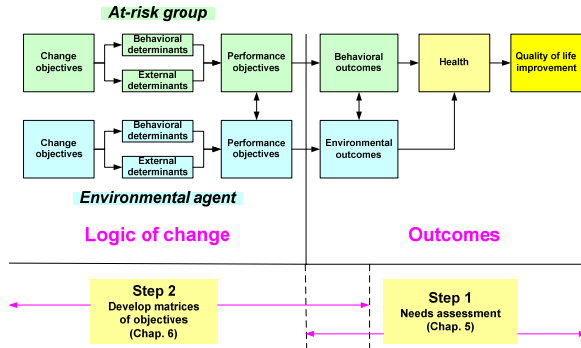 At-risk group
Change
objectives
Behavioral
determinants
External
determinants
Performance
objectives
Behavioral
outcomes
Health
Quality of life
improvement
Change
objectives
Behavioral
determinants
External
determinants
Performance
objectives
Environmental
outcomes
Environmental agent
Logic of change
Outcomes
Step 2
Develop matrices
of objectives
(Chap. 6)
Step 1
Needs assessment
(Chap. 5)